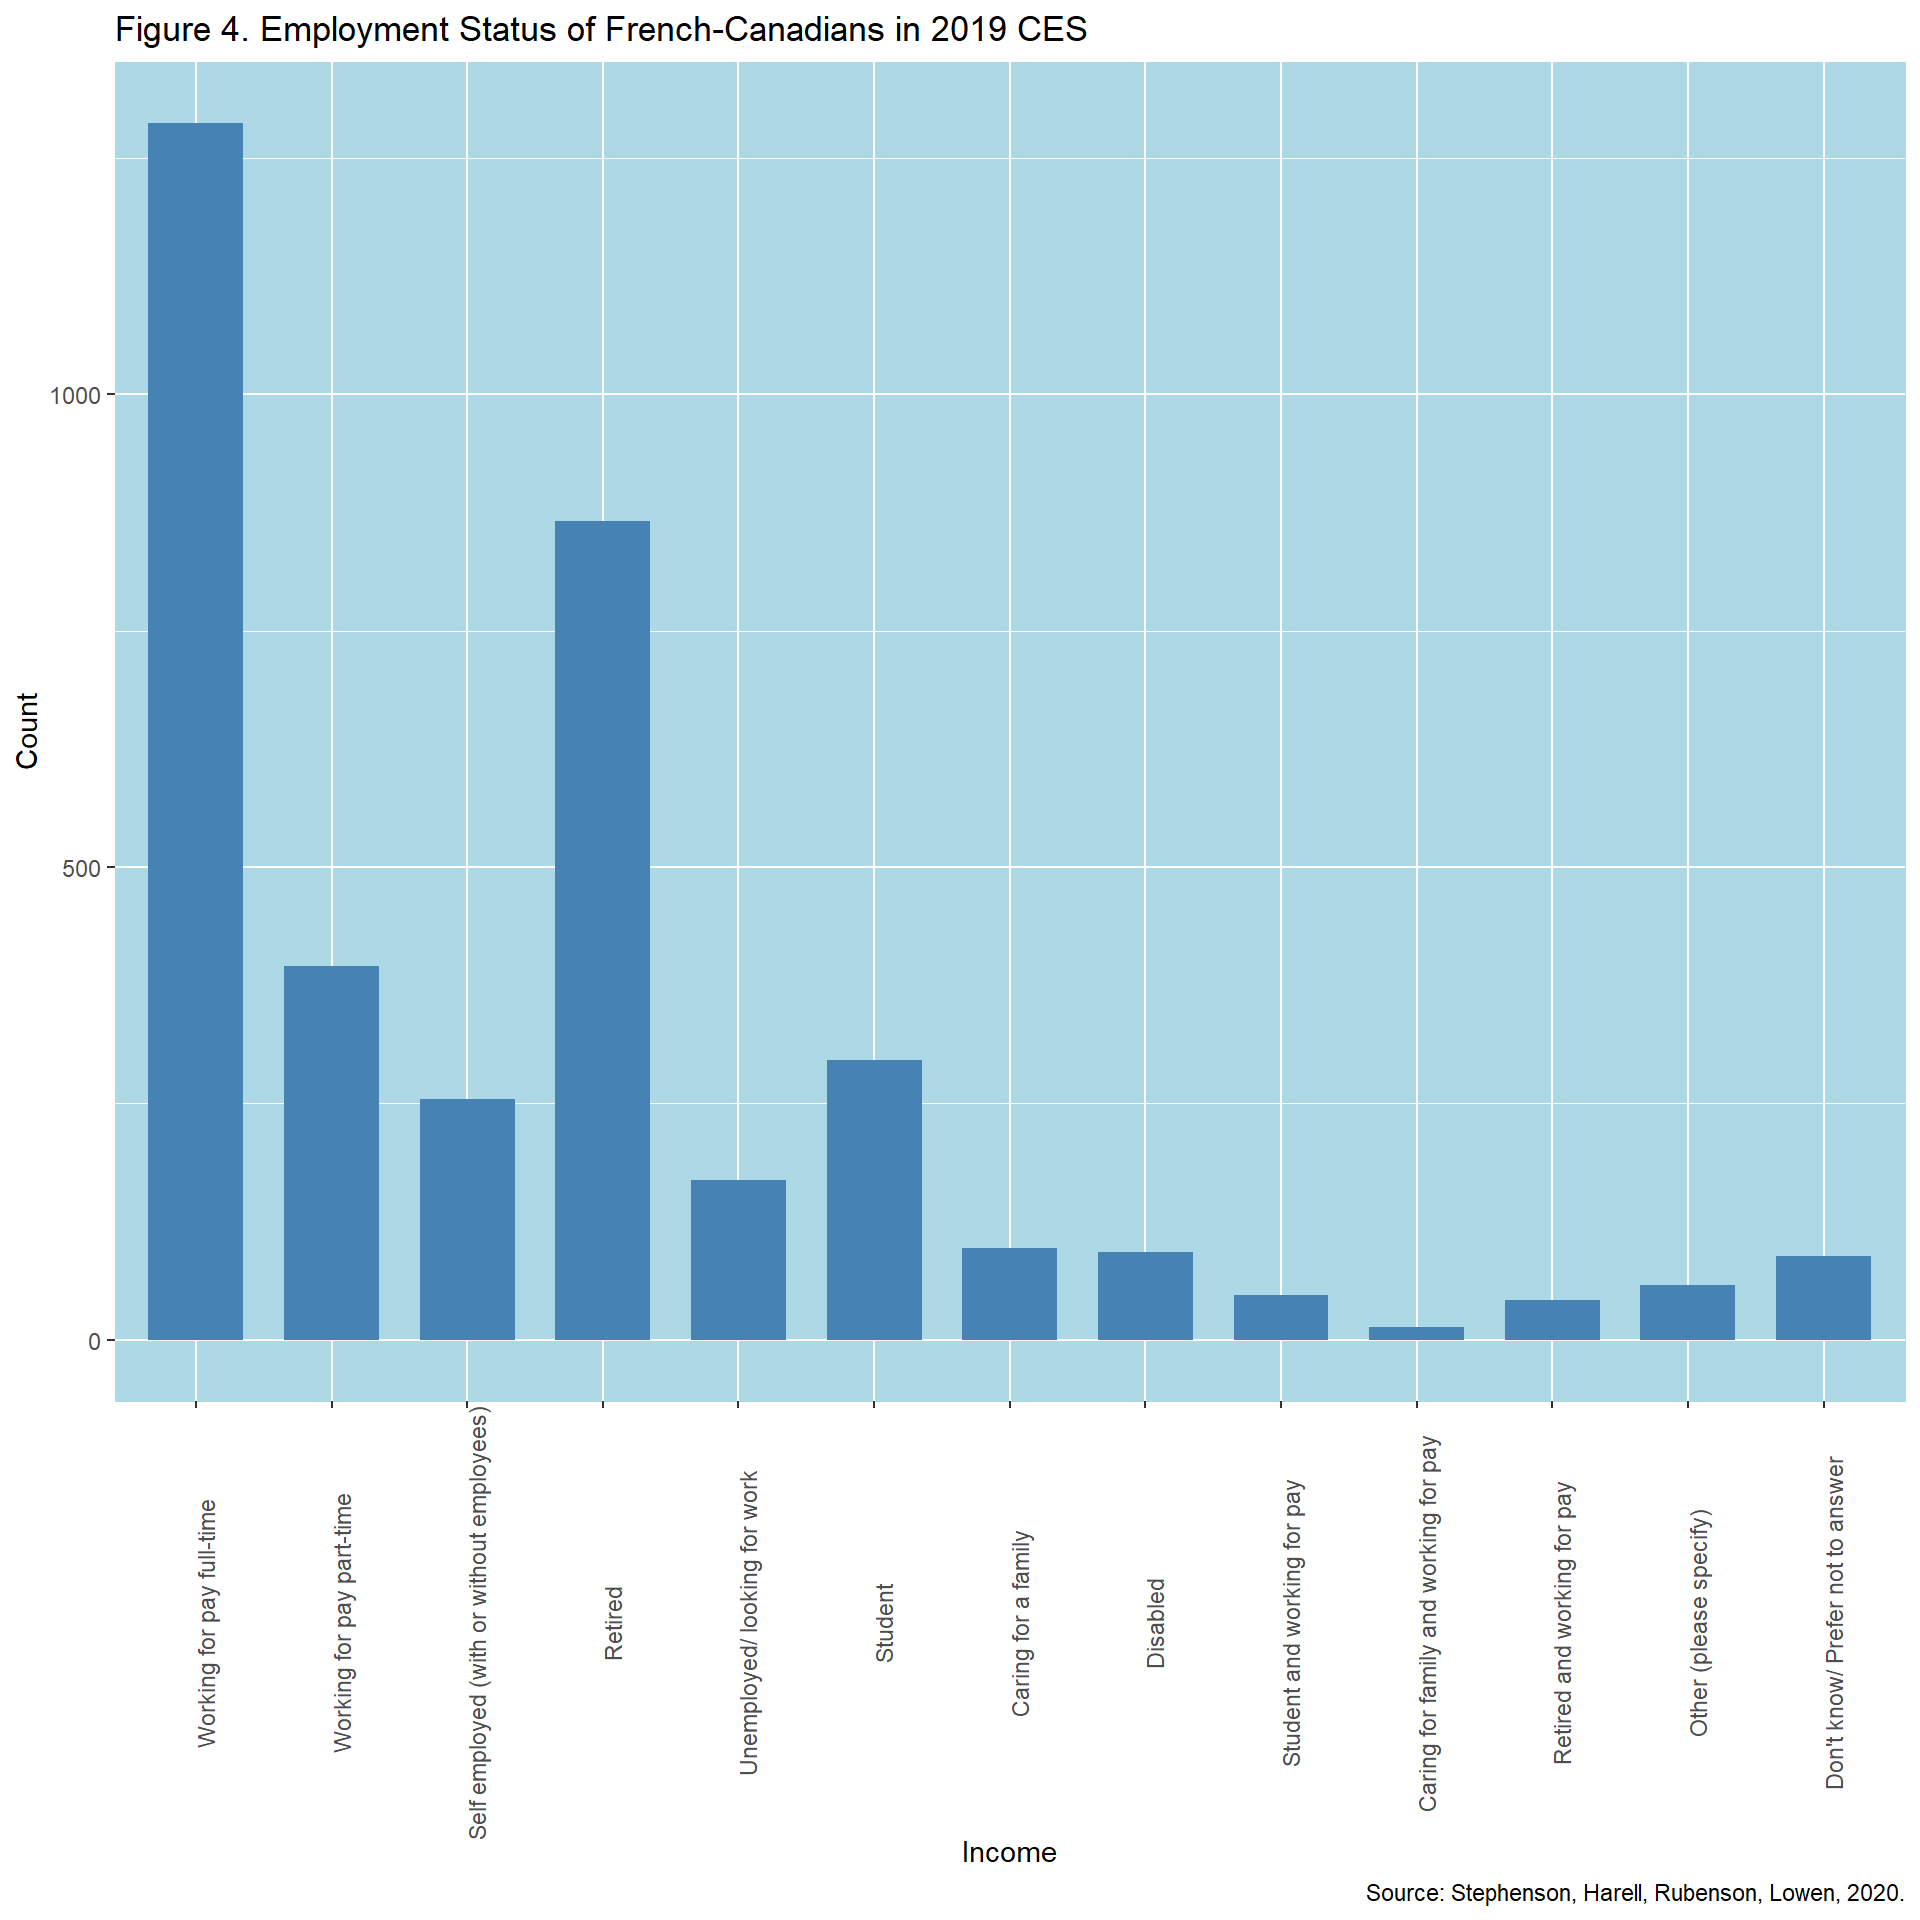 Figure 4. Employment Status of French-Canadians in 2019 CES
Count
1000
500
0
Working for pay full-time
Working for pay part-time
Self employed (with or without employees)
Retired
Unemployed/ looking for work
Student
Caring for a family
Disabled
Student and working for pay
Caring for family and working for pay
Retired and working for pay
Other (please specify)
Don't know/ Prefer not to answer
Income
Source: Stephenson, Harell, Rubenson, Lowen, 2020.